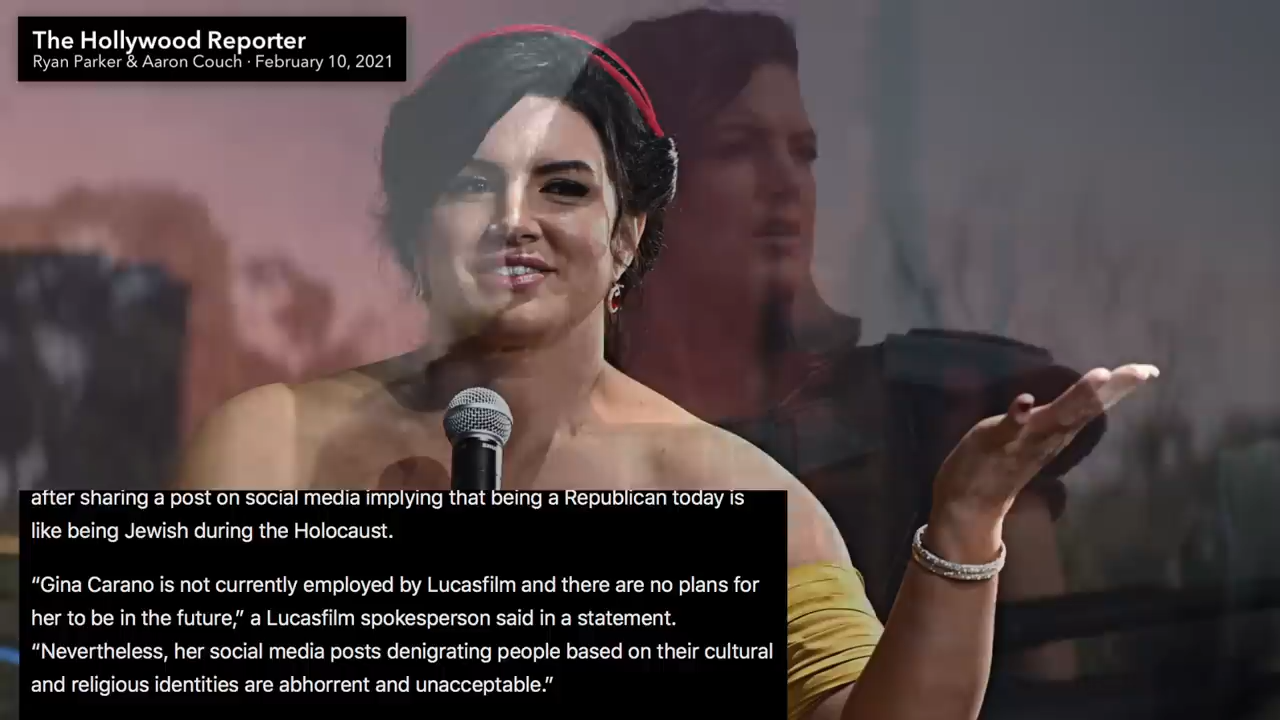 The Hollywood Reporter
Ryan Parker & Aaron Couch · February 10, 2021
after sharing a post on social media implying that being a Republican today is
like being Jewish during the Holocaust.
“Gina Carano is not currently employed by Lucasfilm and there are no plans for
her to be in the future,” a Lucasfilm spokesperson said in a statement.
“Nevertheless, her social media posts denigrating people based on their cultural
and religious identities are abhorrent and unacceptable.”